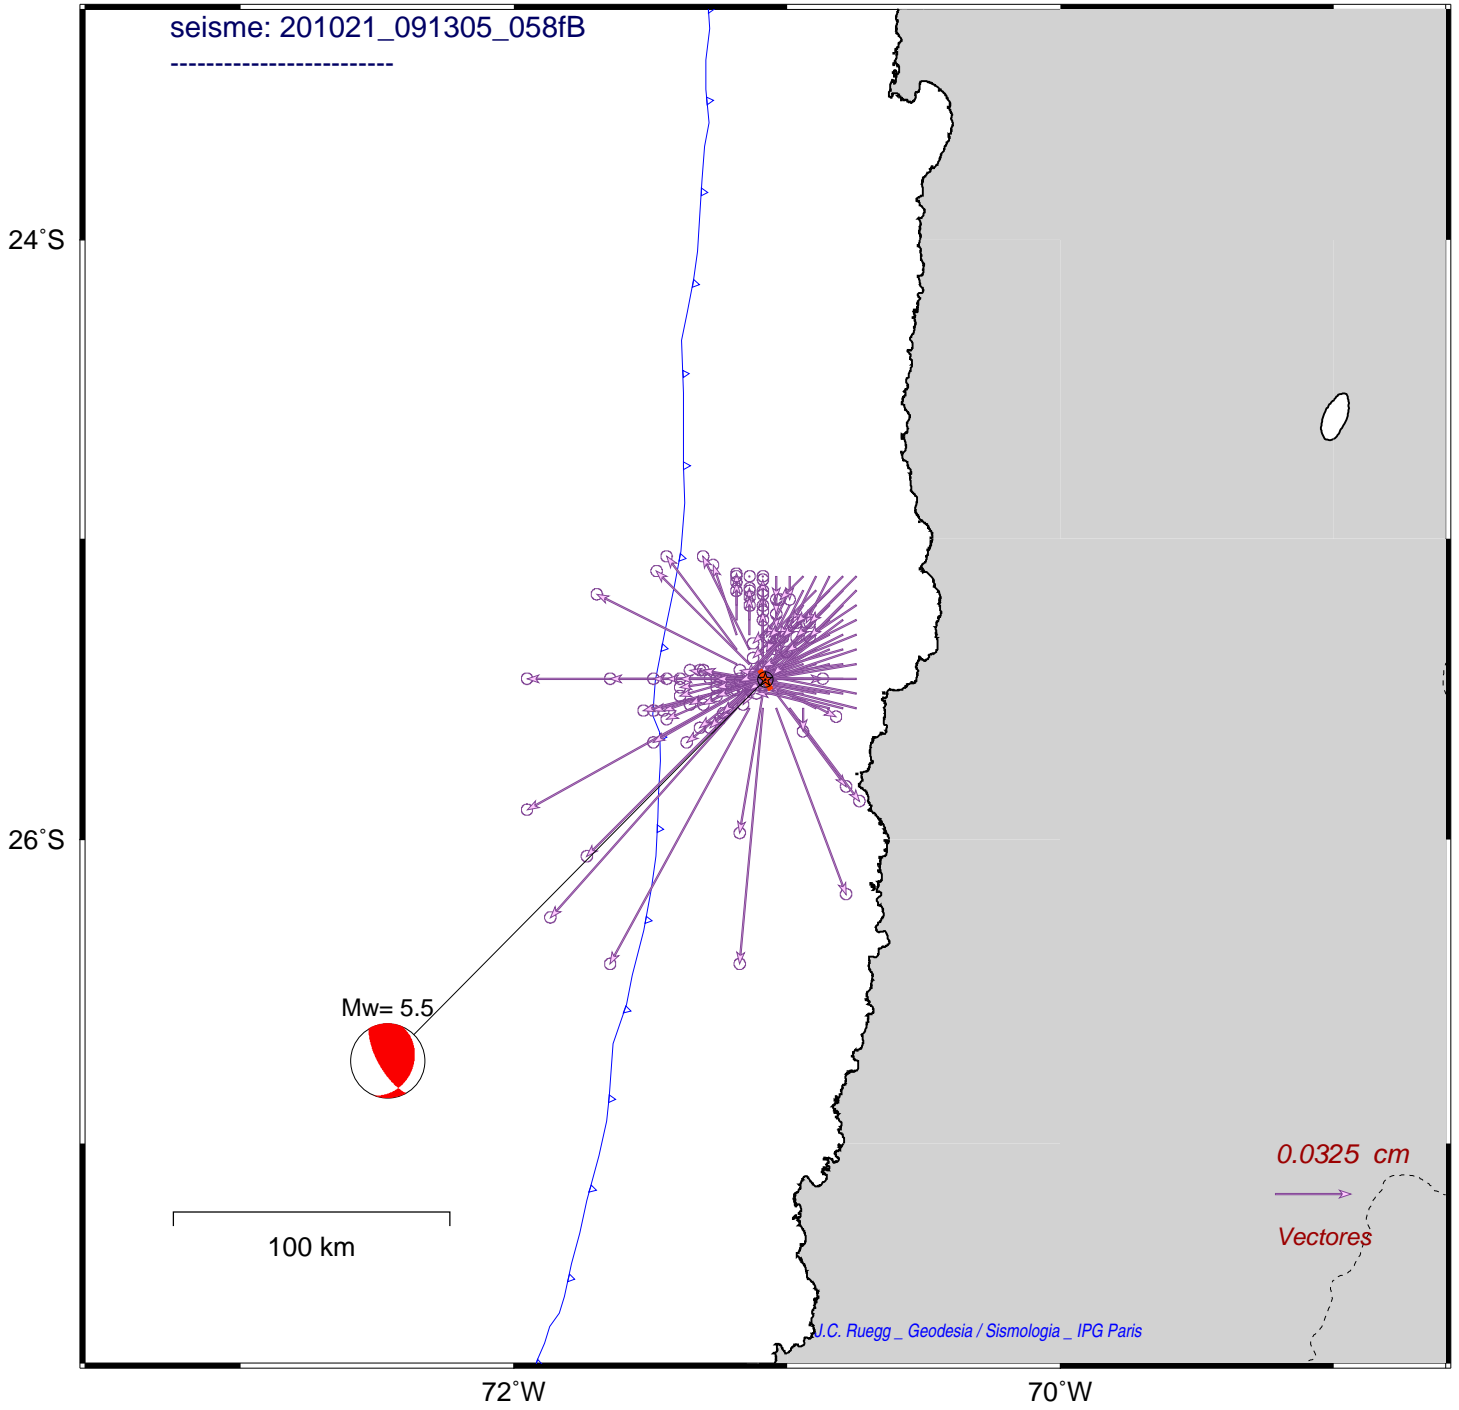 seisme: 201021_091305_058fB
-------------------------
24°S
26°S
Mw= 5.5
0.0325 cm
Vectores
100 km
J.C. Ruegg _ Geodesia / Sismologia _ IPG Paris
72°W
70°W